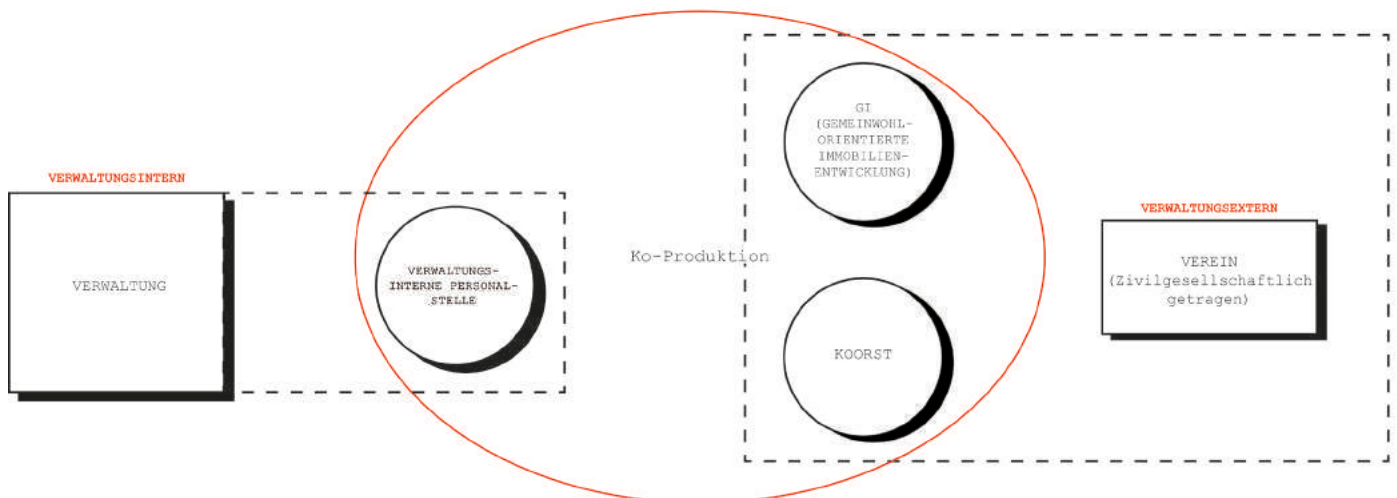 VERWALTUNGSINTERN
VERWALTUNG
VERWALTUNGS-
INTERNE PERSONAL-
STELLE
Ko-Produktion
GI
(GEMEINWOHL-
ORIENTIERTE
IMMOBILIEN-
ENTWICKLUNG)
KOORST
VERWALTUNGSEXTERN
VEREIN
(Zivilgesellschaftlich
getragen)